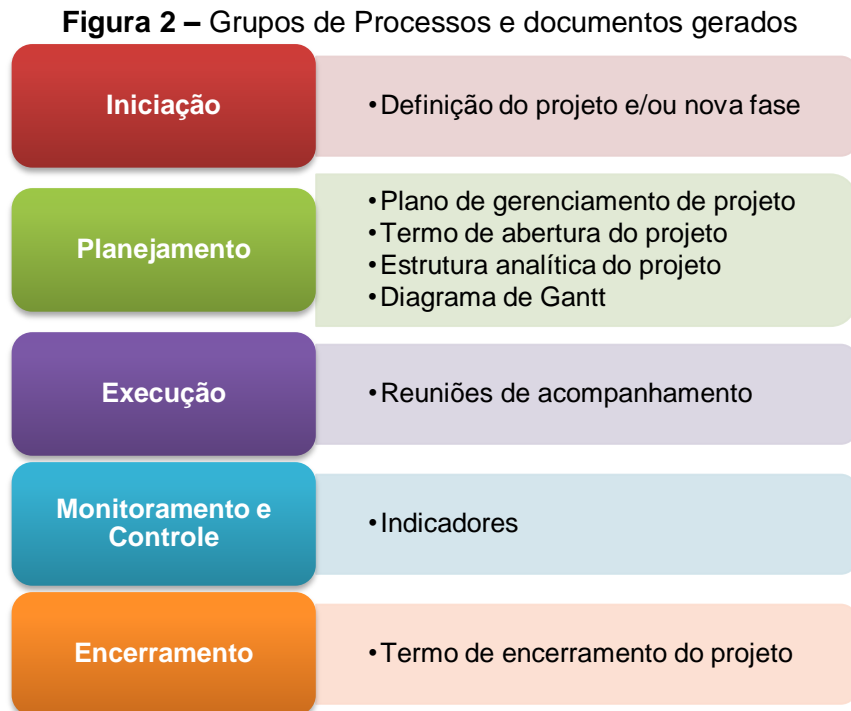 Figura 2 – Grupos de Processos e documentos gerados
Iniciação
•Definição do projeto e/ou nova fase
Planejamento
•Plano de gerenciamento de projeto
•Termo de abertura do projeto
•Estrutura analítica do projeto
•Diagrama de Gantt
Execução
•Reuniões de acompanhamento
Monitoramento e
Controle
•Indicadores
Encerramento
•Termo de encerramento do projeto